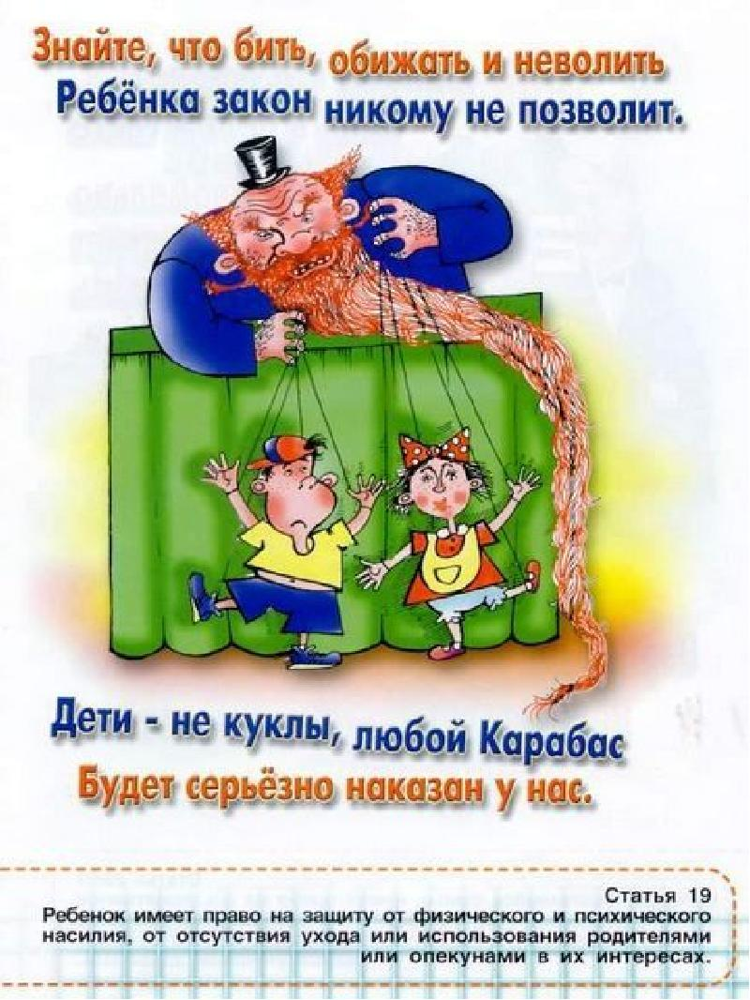 Знайте, что бить, обижать и неволить
Ребёнка закон никому не позволит.
Дети - не куклы, любой Карабас
Будет серьёзно наказан у нас.
Статья 19
Ребенок имеет право на защиту от физического и психического
насилия, от отсутствия ухода или использования родителями
или опекунами в их интересах.